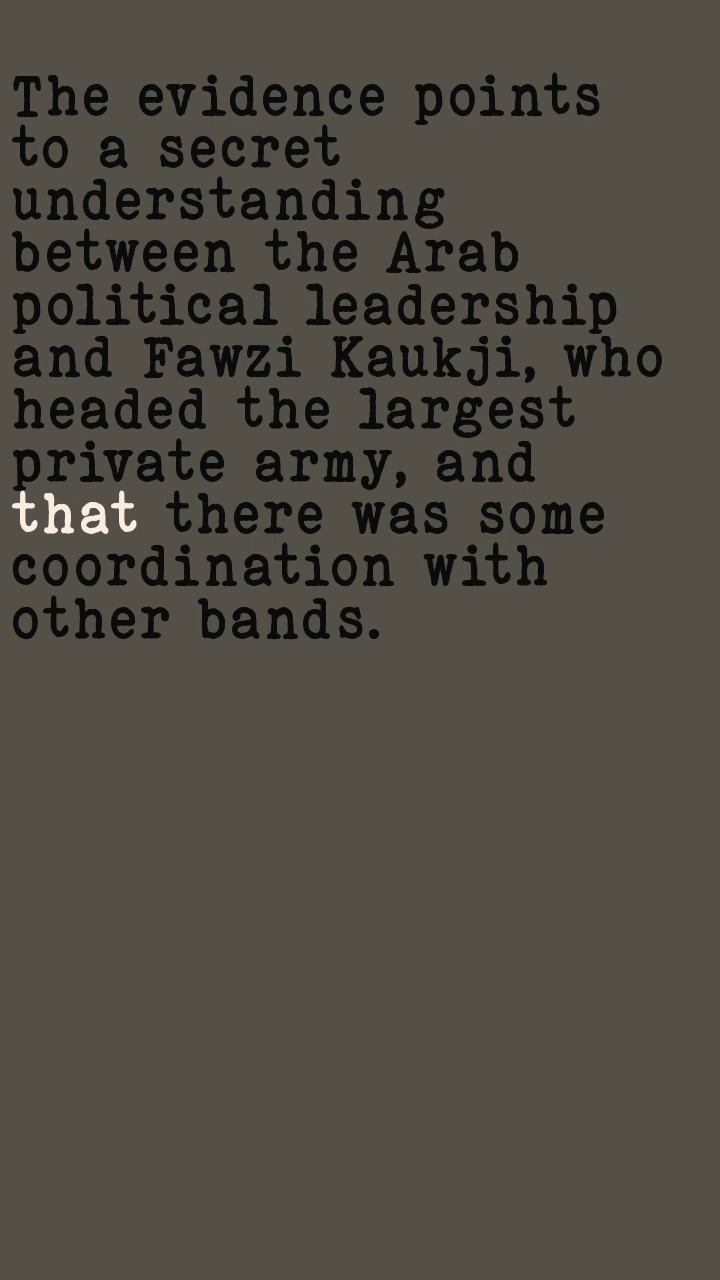 The evidence points
to a secret
understanding
between the Arab
political leadership
and Fawzi Kaukji, who
headed the largest
private army, and
that there was some
coordination with
other bands.